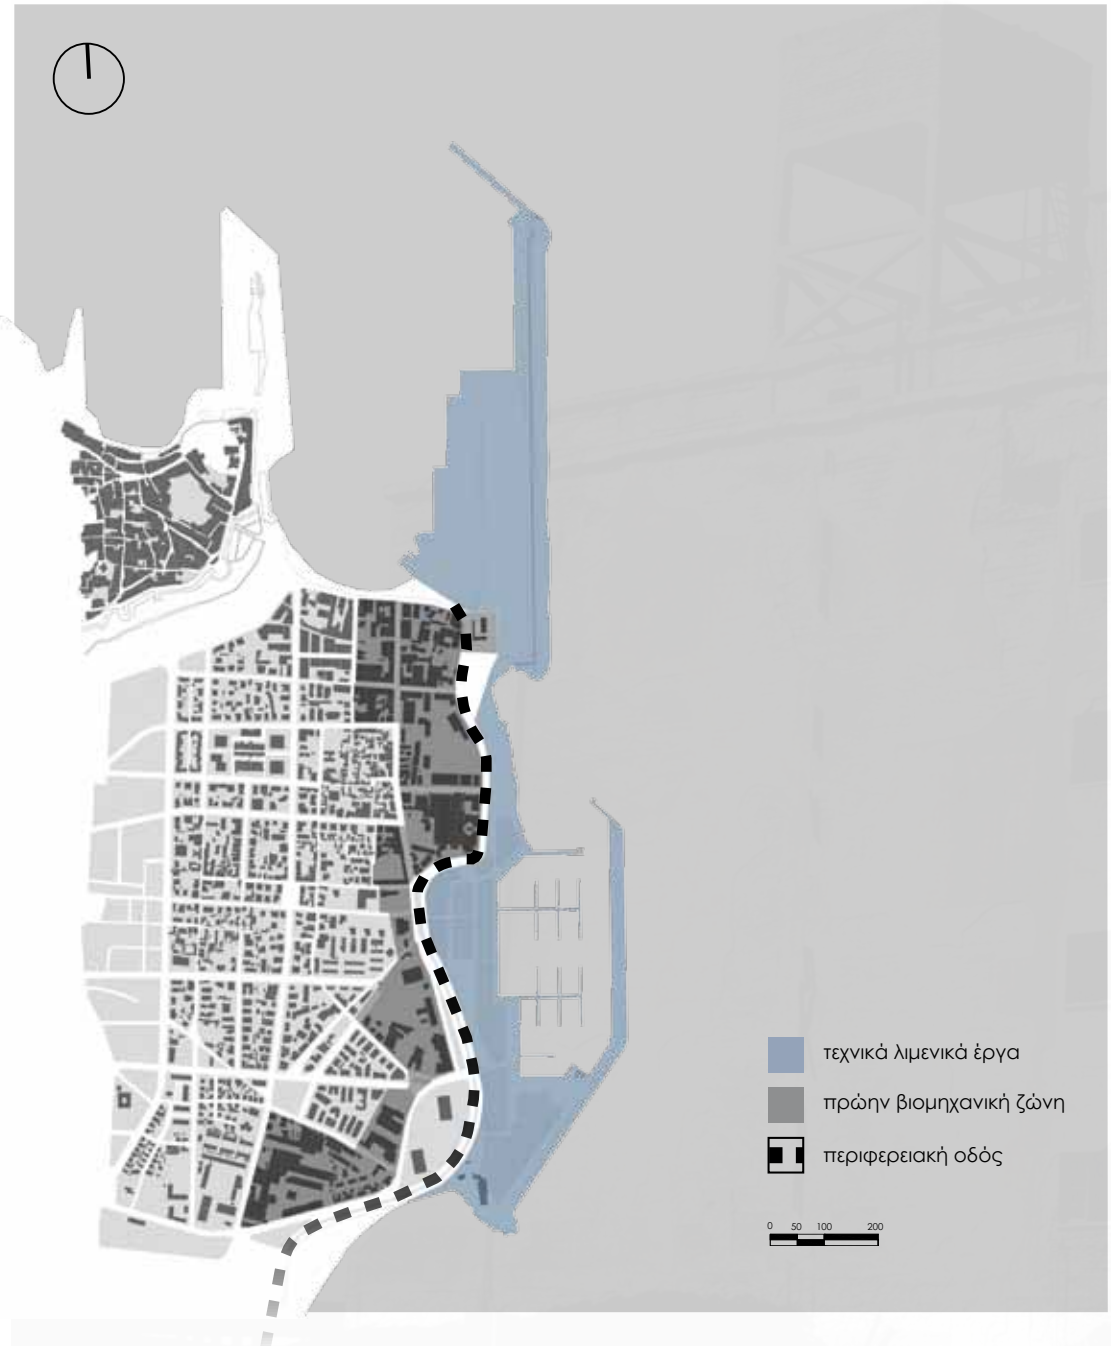 τεχνικά λιμενικά έργα
πρώην βιομηχανική ζώνη
περιφερειακή οδός
0 50 100 200